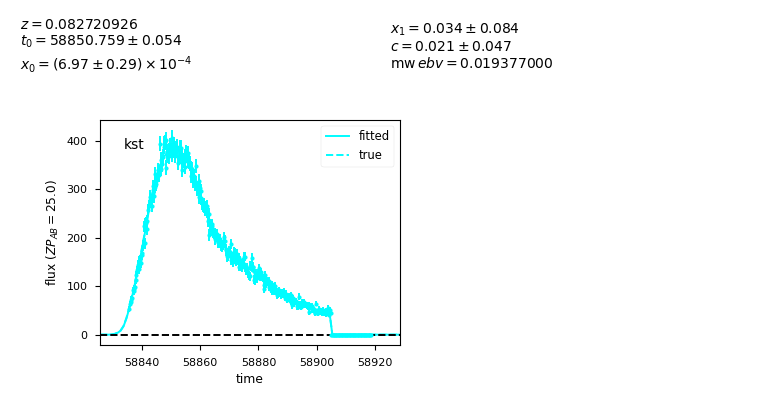 z = 0.082720926
t₀ = 58850.759 ± 0.054
x₀ = (6.97 ± 0.29) × 10⁻⁴
x₁ = 0.034 ± 0.084
c = 0.021 ± 0.047
mw ebv = 0.019377000
kst
fitted
true
400
300
200
100
0
flux (ZP_AB = 25.0)
58840 58860 58880 58900 58920
time